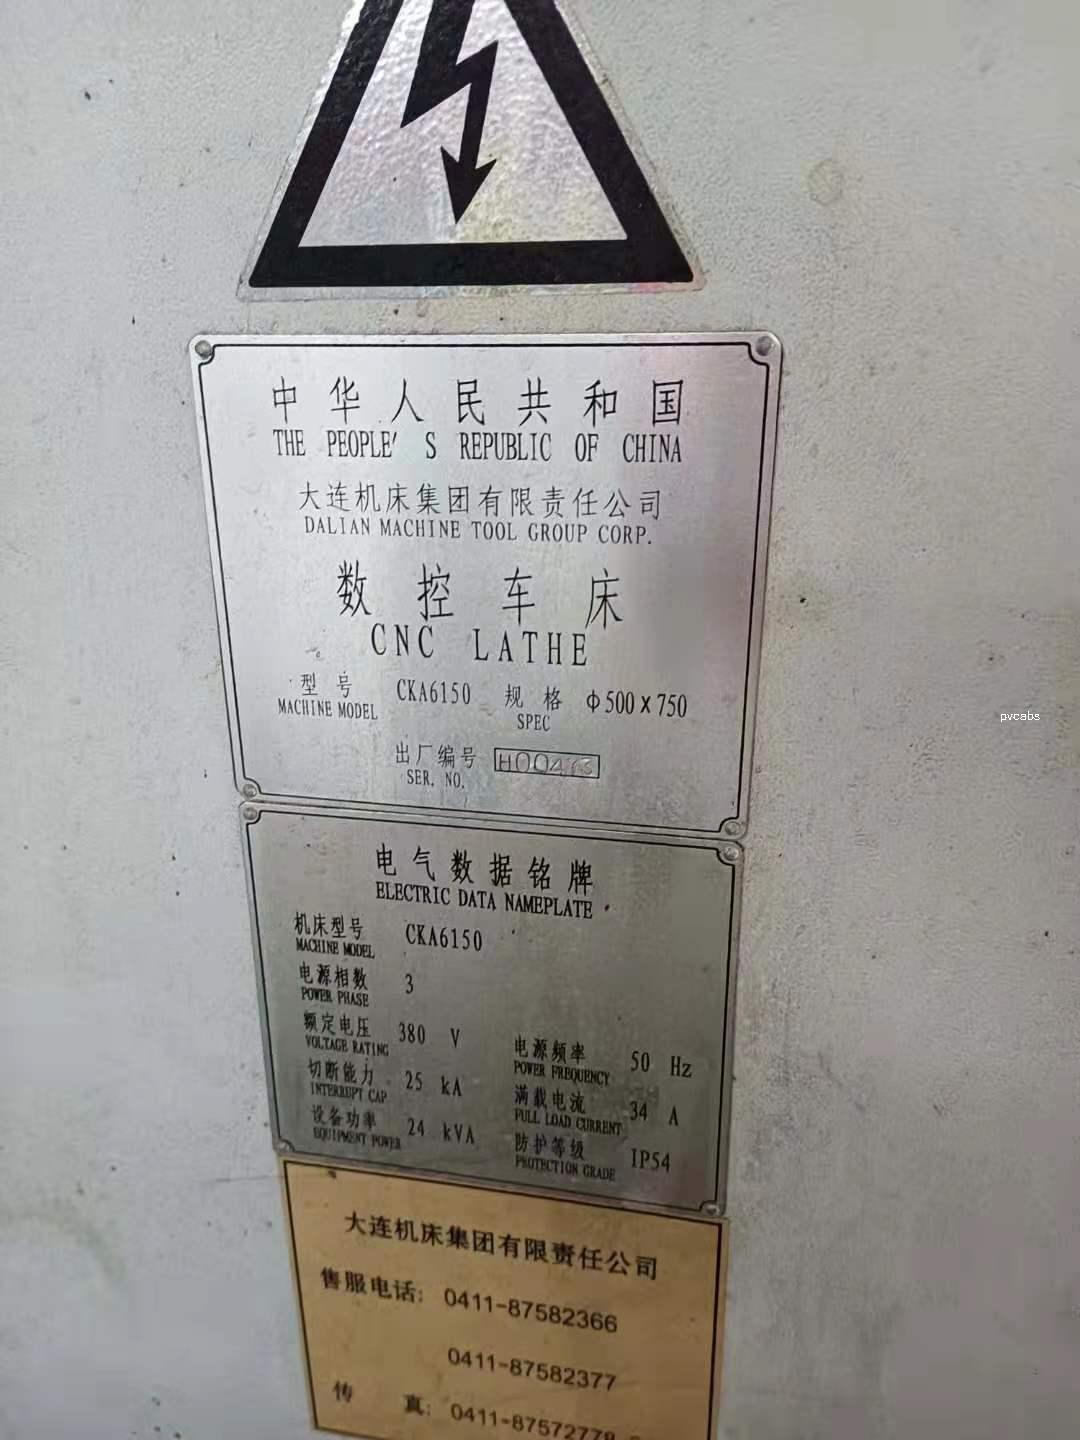 中华人民共和国
THE PEOPLE'S REPUBLIC OF CHINA
大连机床集团有限责任公司
DALIAN MACHINE TOOL GROUP CORP.
数控车床
CNC LATHE
型号 CKA6150 规格 φ500x750
MACHINE MODEL SPEC
出厂编号
SER. NO.
电气数据铭牌
ELECTRIC DATA NAMEPLATE
机床型号 CKA6150
MACHINE MODEL
电源相数 3
POWER PHASE
额定电压 380 V 电源频率 50 Hz
VOLTAGE RATING POWER FREQUENCY
切断能力 25 kA 满载电流 34 A
INTERRUPT CAP FULL LOAD CURRENT
设备功率 24 kVA 防护等级 IP54
EQUIPMENT POWER PROTECTION GRADE
大连机床集团有限责任公司
售服电话: 0411-87582366
0411-87582377
传真: 0411-87572778
pvcabs